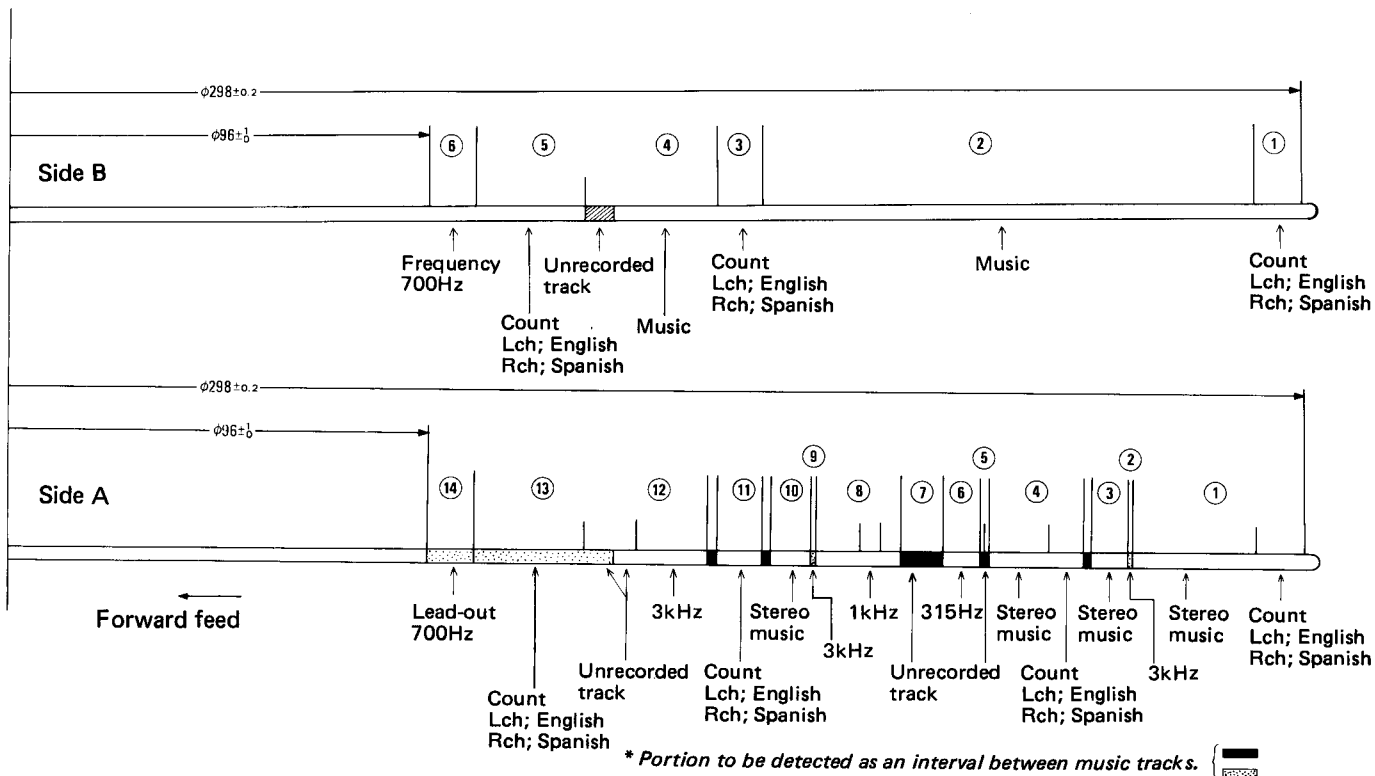 φ298±0.2
φ96±1/0
Side B
⑥ ⑤ ④ ③ ② ①
Frequency
700Hz
Count
Lch; English
Rch; Spanish
Unrecorded
track
Music
Count
Lch; English
Rch; Spanish
Music
Count
Lch; English
Rch; Spanish
φ298±0.2
φ96±1/0
Side A
⑭ ⑬ ⑫ ⑪ ⑩ ⑨ ⑧ ⑦ ⑥ ⑤ ④ ③ ② ①
Forward feed
Lead-out
700Hz
Count
Lch; English
Rch; Spanish
Unrecorded
track
3kHz
Count
Lch; English
Rch; Spanish
Stereo
music
3kHz
1kHz
Unrecorded
track
315Hz
Stereo
music
Count
Lch; English
Rch; Spanish
Stereo
music
3kHz
Stereo
music
Count
Lch; English
Rch; Spanish
* Portion to be detected as an interval between music tracks.